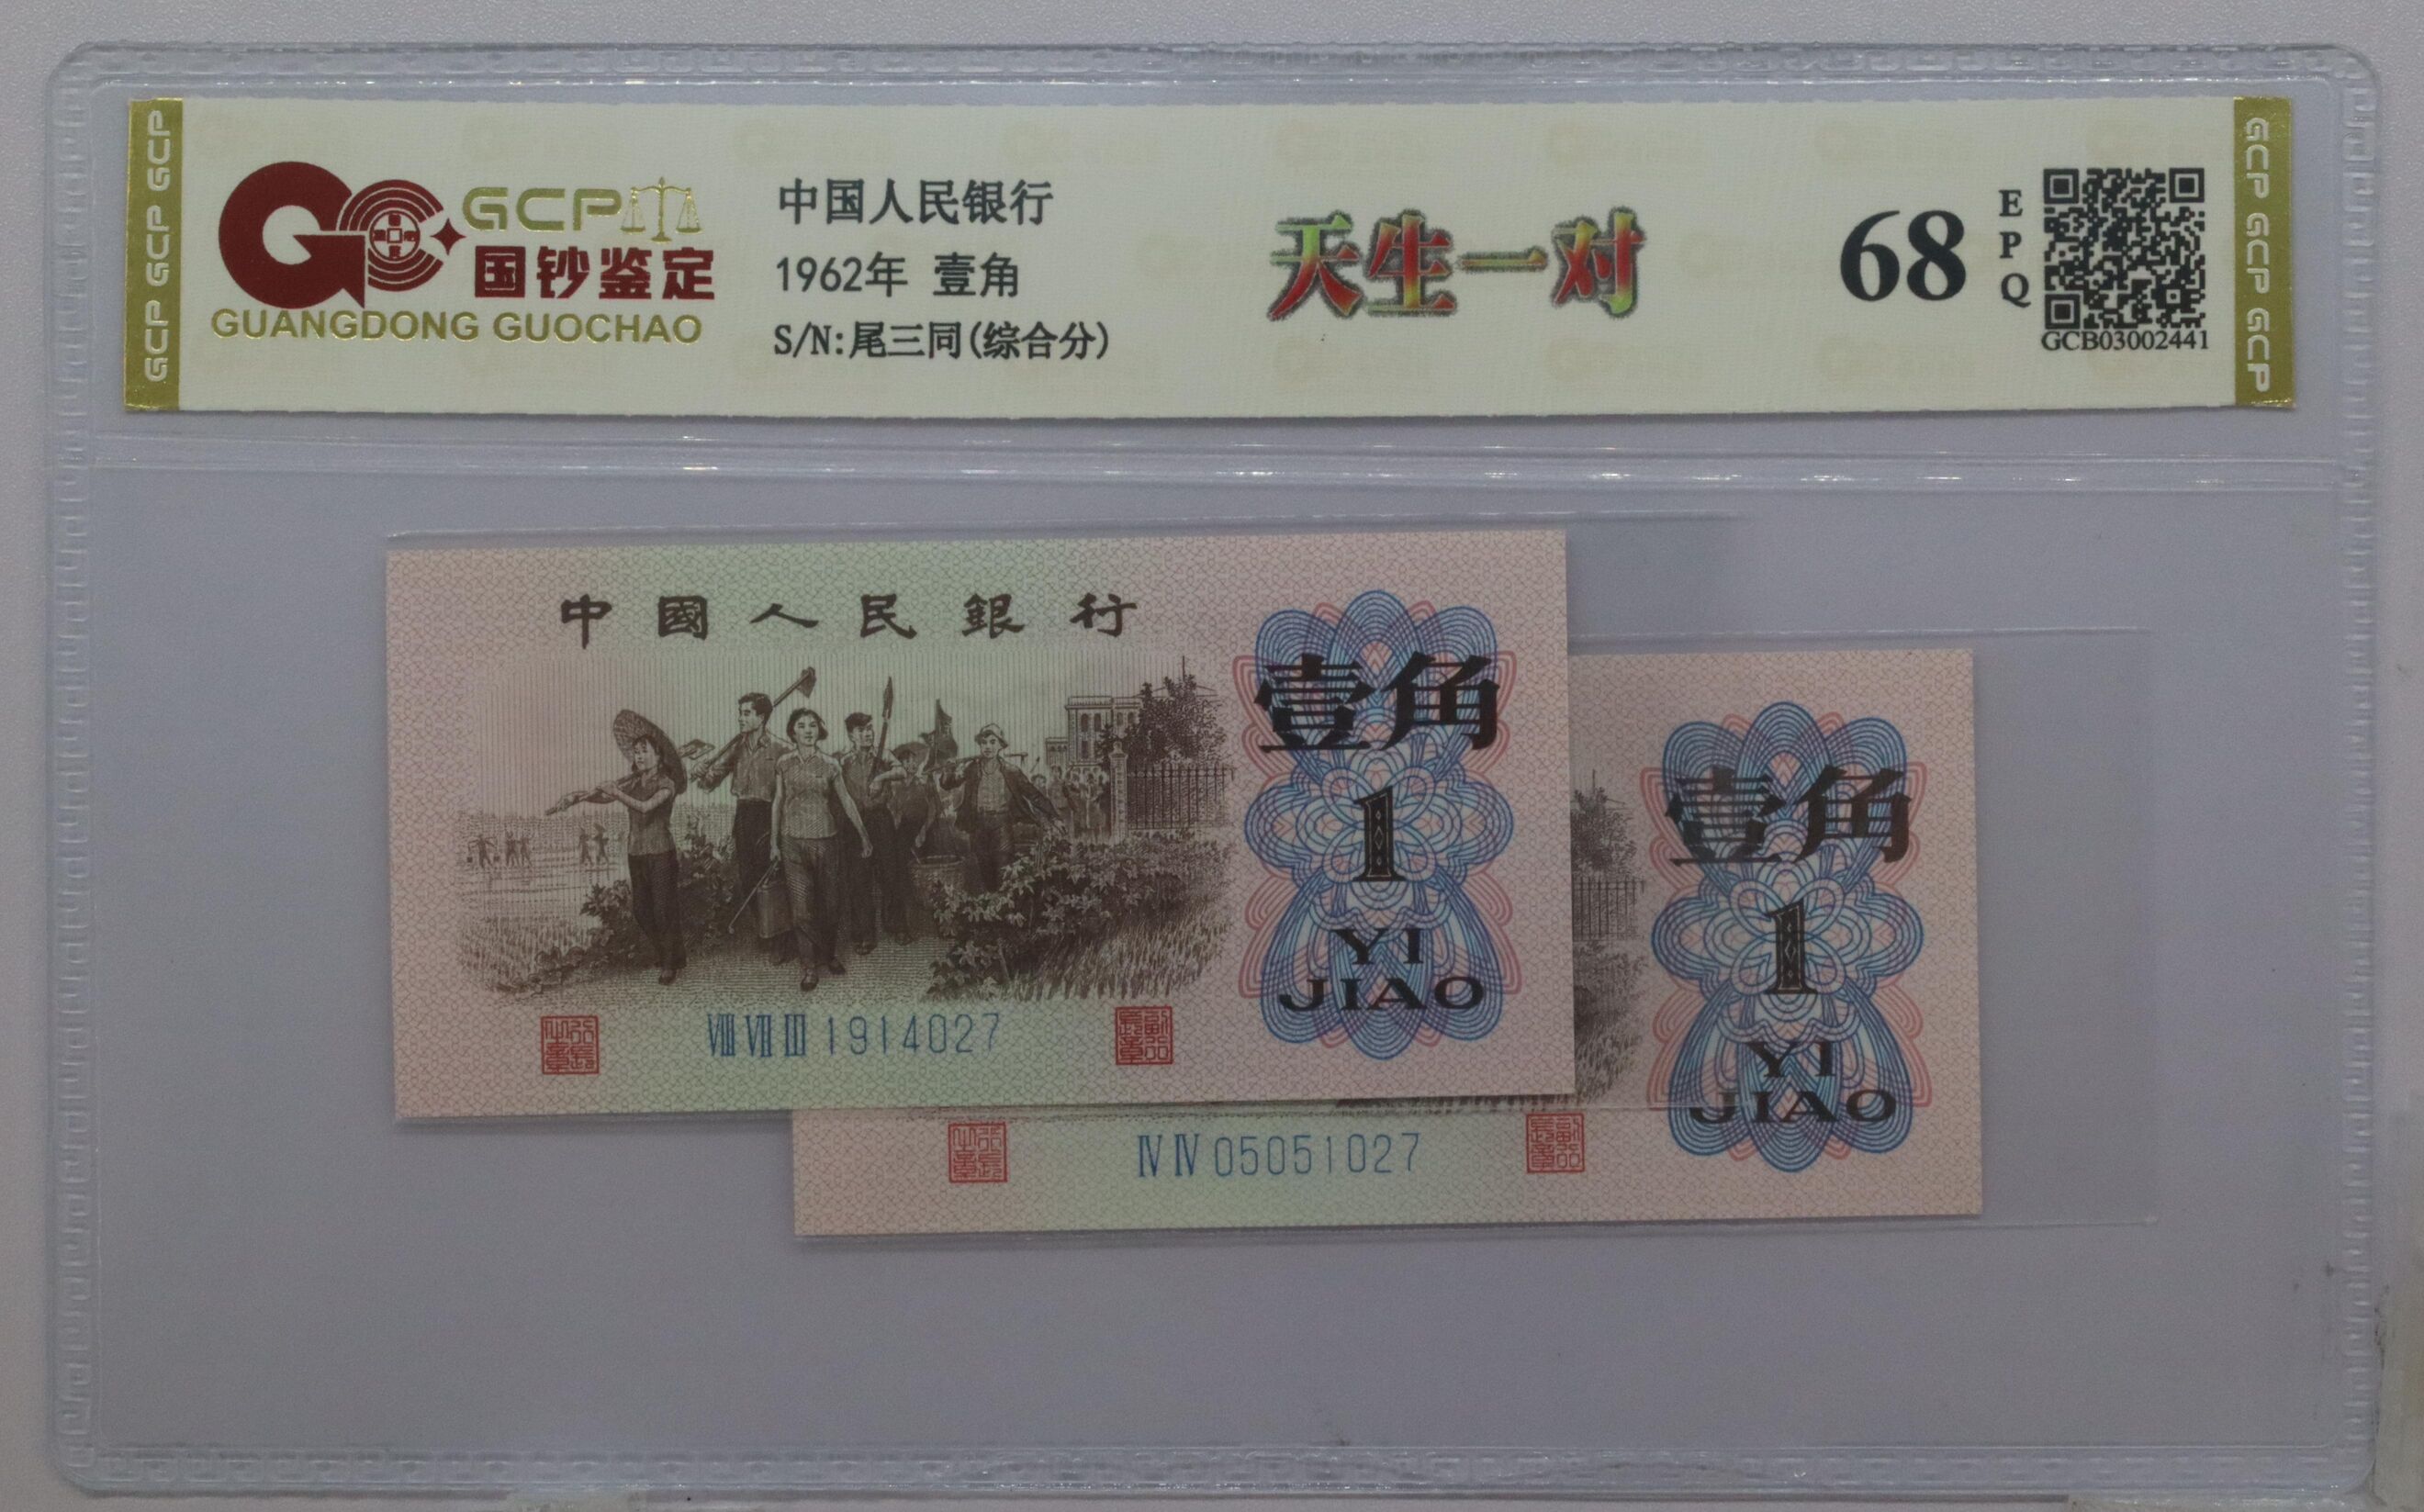 GCP GCP GCP
GCP
国钞鉴定
GUANGDONG GUOCHAO
中国人民银行
1962年 壹角
S/N:尾三同(综合分)
天生一对
68
EPQ
GCB03002441
GCP GCP GCP
中國人民銀行
壹角
1
YI
JIAO
VIII VII III 1914027
壹角
1
YI
JIAO
IV IV 05051027